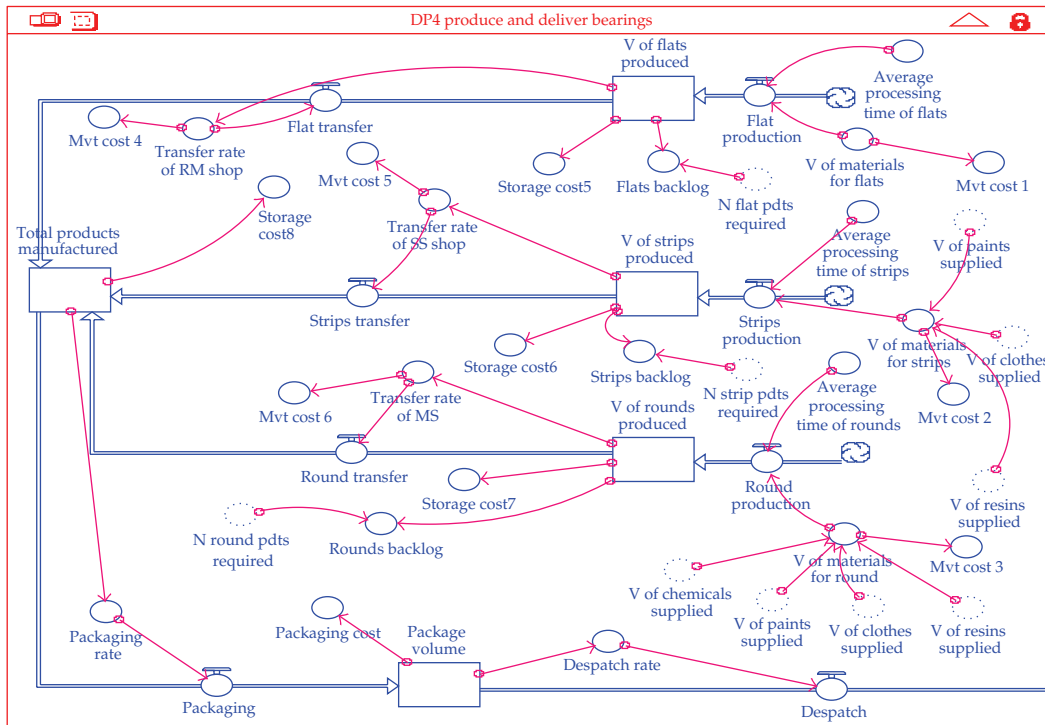 DP4 produce and deliver bearings
V of flats
produced
Average
processing
time of flats
Mvt cost 4
Flat transfer
Flat
production
Transfer rate
of RM shop
Mvt cost 5
Storage cost5
Flats backlog
V of materials
for flats
Mvt cost 1
Storage
cost8
N flat pdts
required
Total products
manufactured
Transfer rate
of SS shop
V of strips
produced
Average
processing
time of strips
V of paints
supplied
Strips transfer
Strips
production
V of materials
for strips
V of clothes
supplied
Storage cost6
Strips backlog
N strip pdts
required
Average
processing
time of rounds
Mvt cost 2
Mvt cost 6
Transfer rate
of MS
V of rounds
produced
Round transfer
Storage cost7
Round
production
V of resins
supplied
N round pdts
required
Rounds backlog
V of materials
for round
Mvt cost 3
V of chemicals
supplied
V of paints
supplied
V of clothes
supplied
V of resins
supplied
Packaging
rate
Packaging cost
Package
volume
Despatch rate
Packaging
Despatch